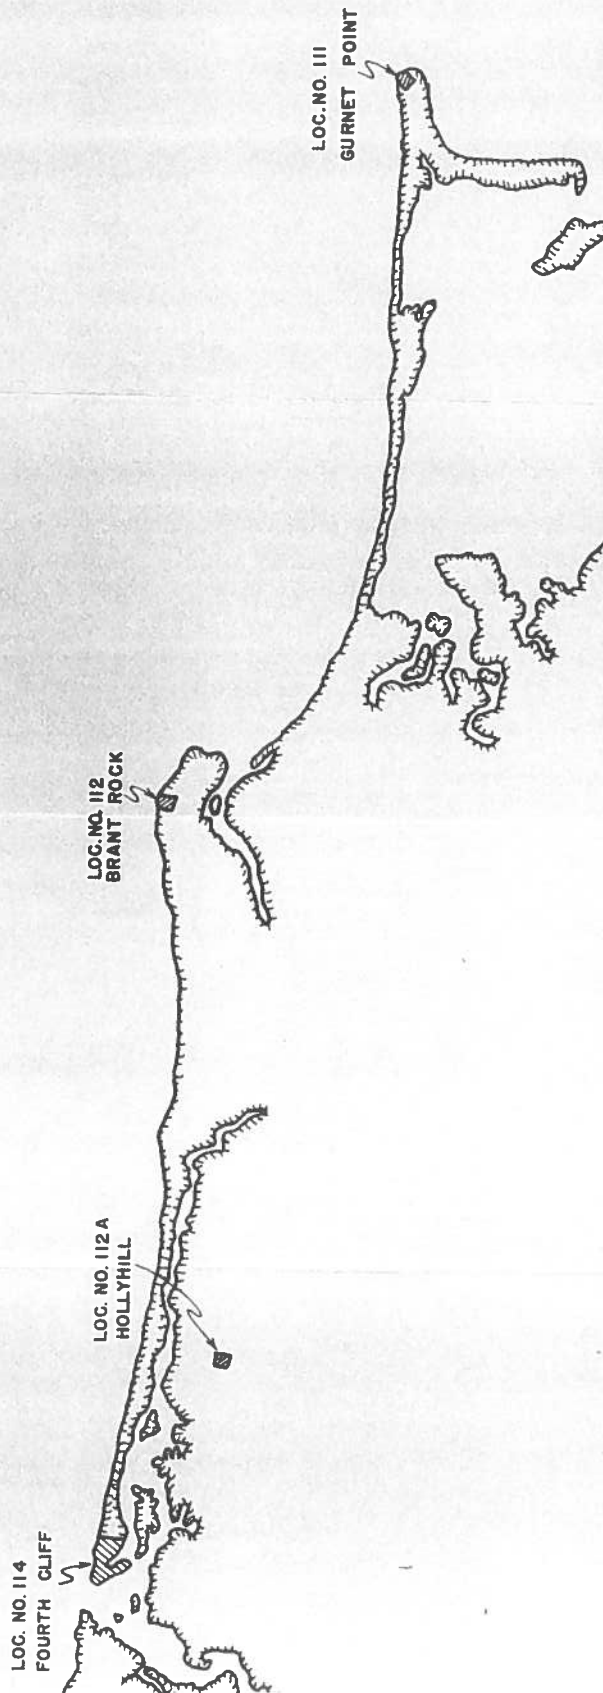 LOC. NO. 111
GURNET POINT
LOC. NO. 112
BRANT ROCK
LOC. NO. 112A
HOLLYHILL
LOC. NO. 114
FOURTH CLIFF